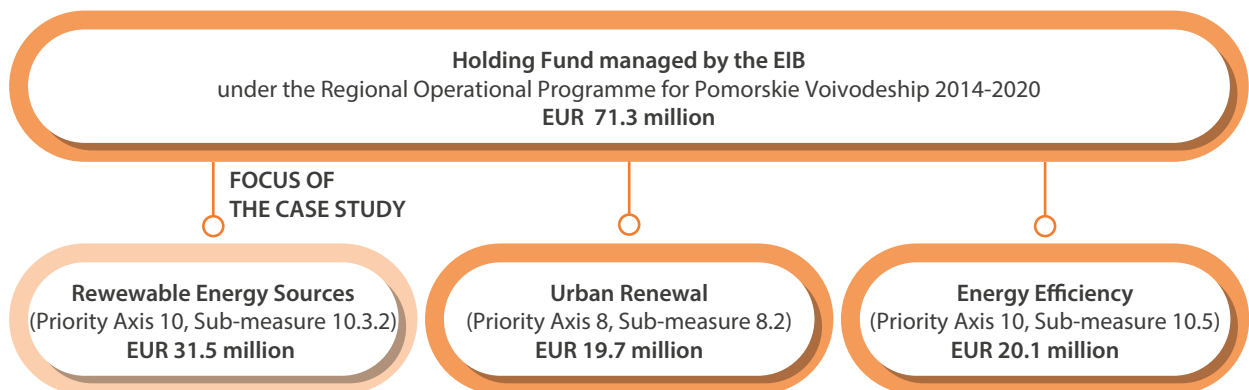 Holding Fund managed by the EIB
under the Regional Operational Programme for Pomorskie Voivodeship 2014-2020
EUR 71.3 million
FOCUS OF
THE CASE STUDY
Rewewable Energy Sources
(Priority Axis 10, Sub-measure 10.3.2)
EUR 31.5 million
Urban Renewal
(Priority Axis 8, Sub-measure 8.2)
EUR 19.7 million
Energy Efficiency
(Priority Axis 10, Sub-measure 10.5)
EUR 20.1 million